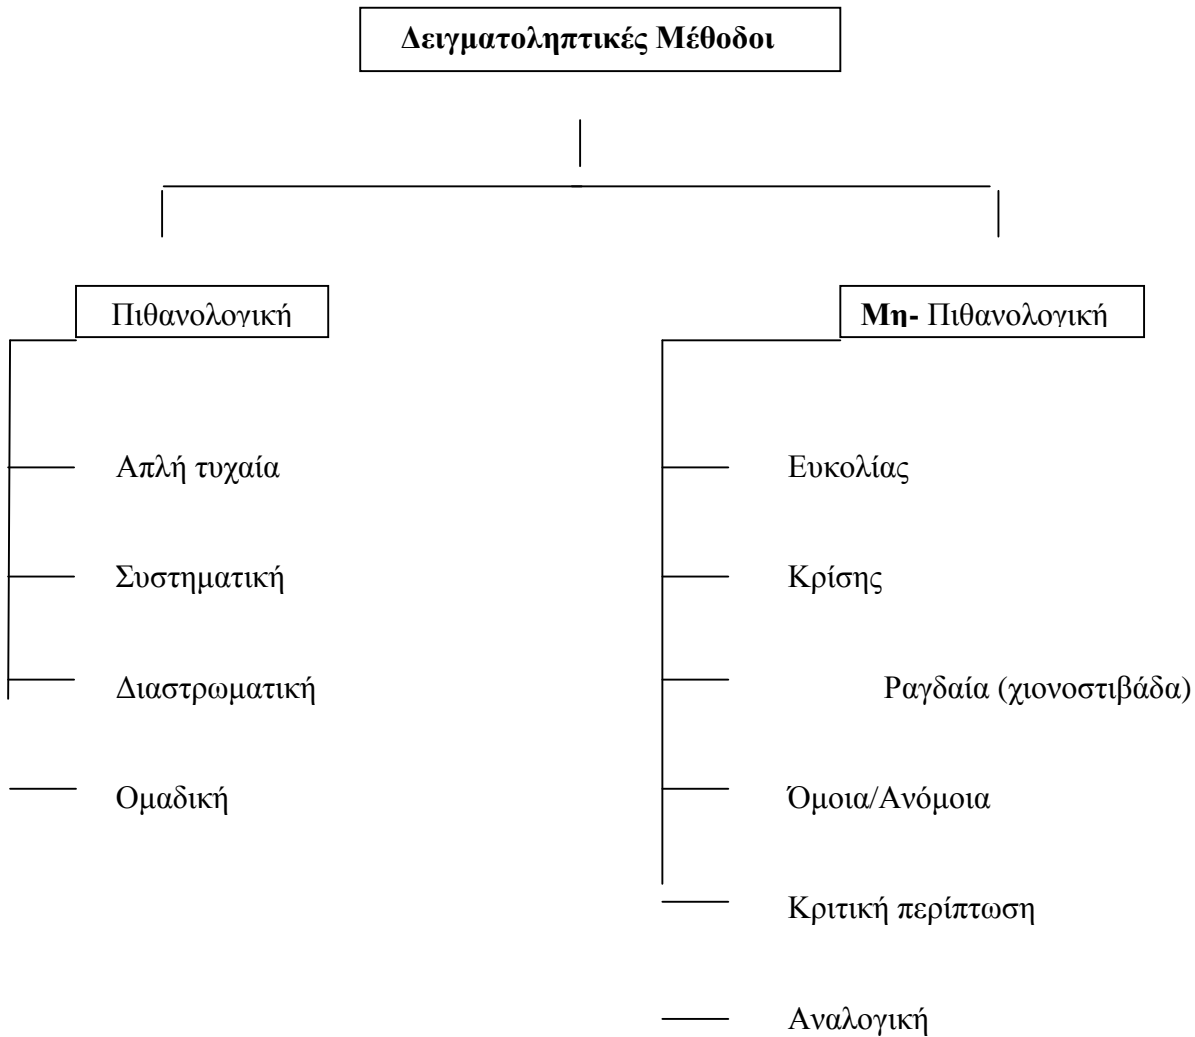 Δειγματοληπτικές Μέθοδοι
Πιθανολογική
Μη- Πιθανολογική
Απλή τυχαία
Ευκολίας
Συστηματική
Κρίσης
Διαστρωματική
Ραγδαία (χιονοστιβάδα)
Ομαδική
Όμοια/Ανόμοια
Κριτική περίπτωση
Αναλογική